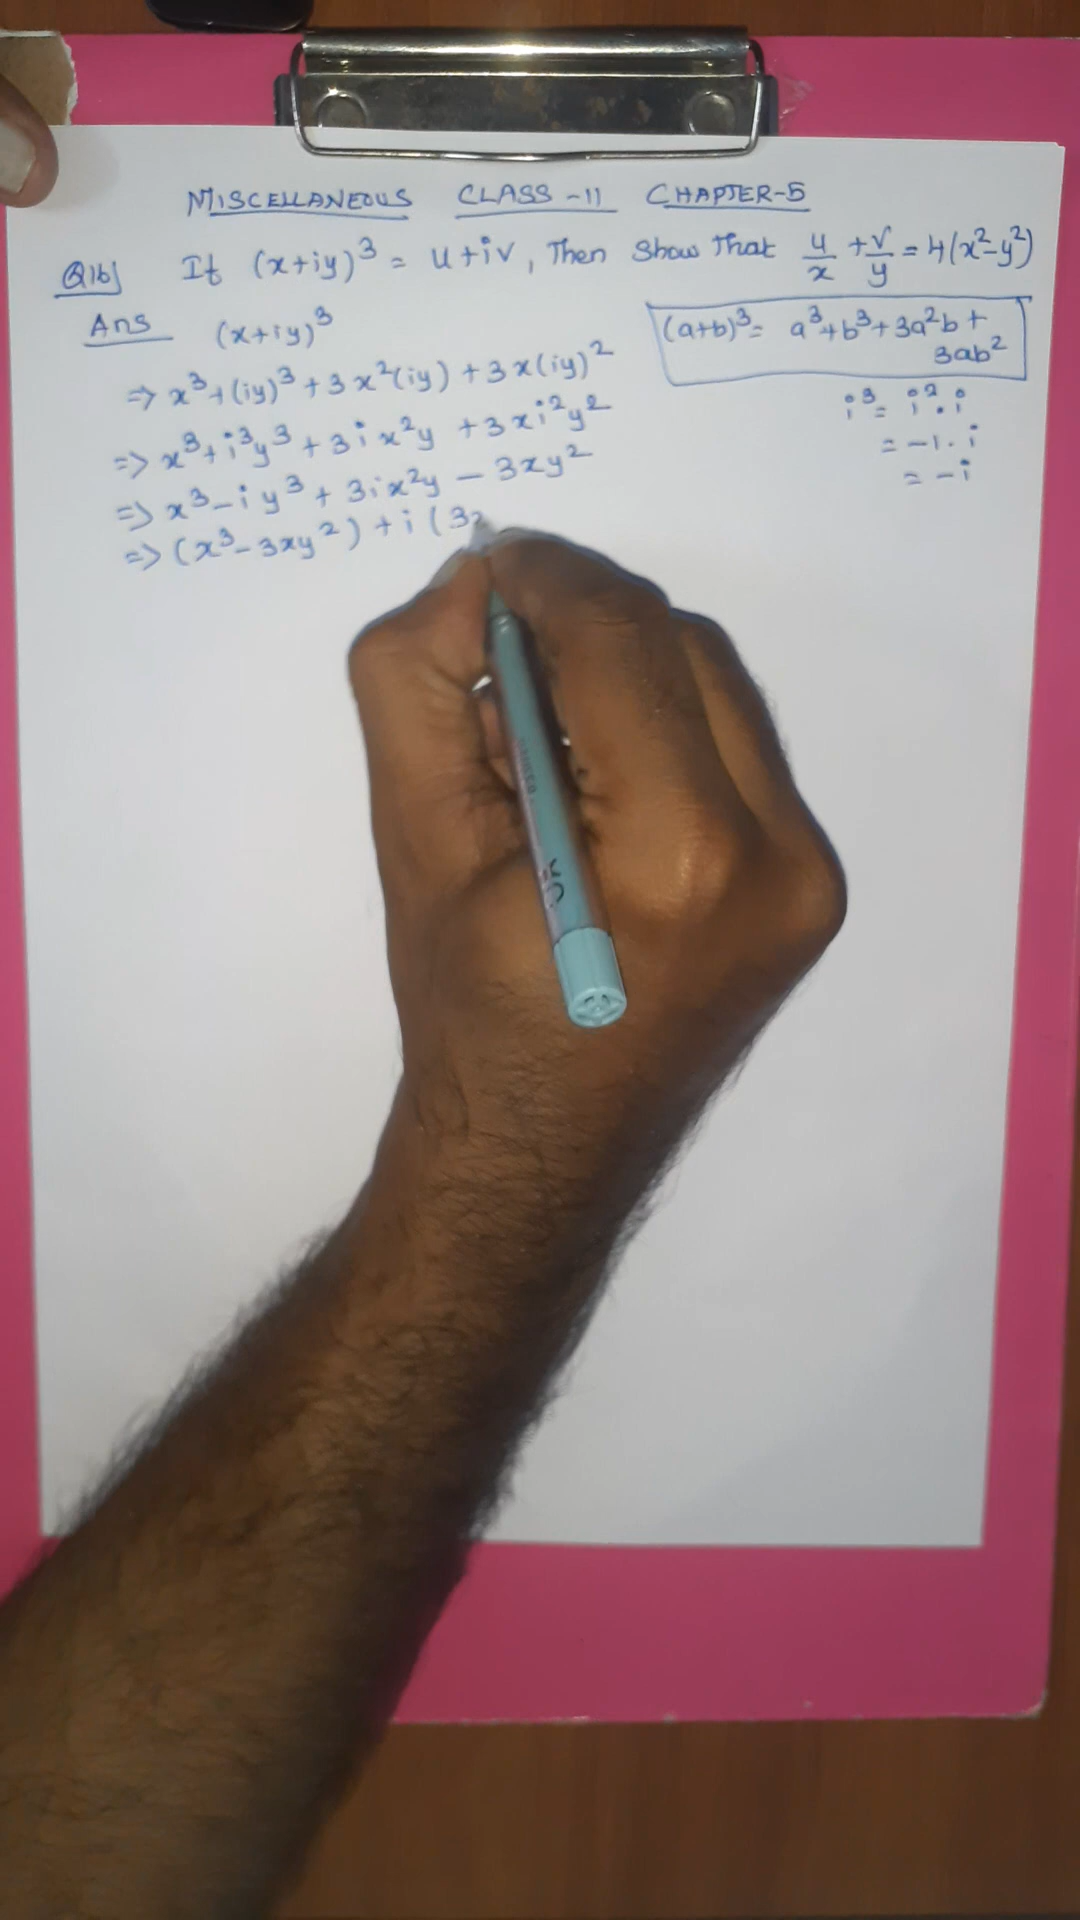 MISCELLANEOUS CLASS-11 CHAPTER-5
Q16) If (x+iy)³ = u+iv, Then Show That u/x + v/y = 4(x²-y²)
Ans (x+iy)³
(a+b)³= a³+b³+3a²b+
3ab²
=> x³+(iy)³+3x²(iy)+3x(iy)²
=> x³+i³y³+3ix²y+3xi²y²
=> x³-iy³+3ix²y-3xy²
=> (x³-3xy²)+i(3
i³= i².i
= -1.i
= -i